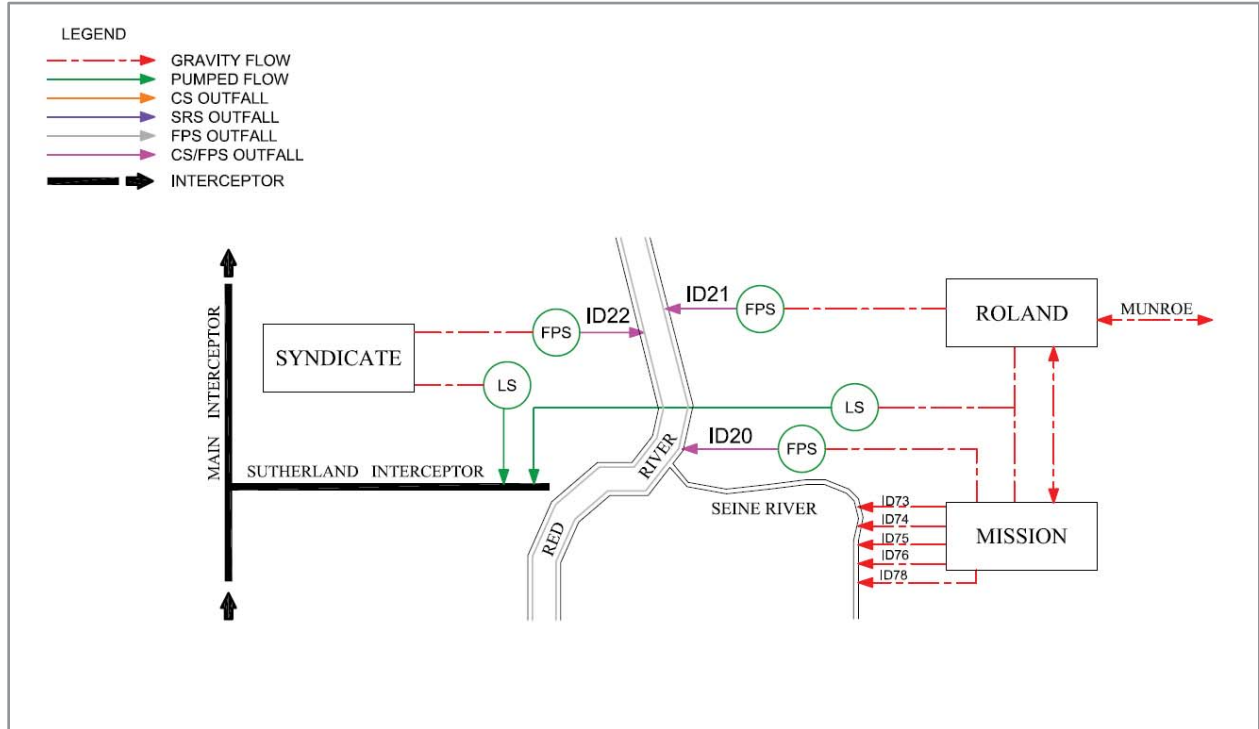 LEGEND
GRAVITY FLOW
PUMPED FLOW
CS OUTFALL
SRS OUTFALL
FPS OUTFALL
CS/FPS OUTFALL
INTERCEPTOR
MAIN INTERCEPTOR
SYNDICATE
FPS
ID22
LS
SUTHERLAND INTERCEPTOR
ID21
FPS
ROLAND
MUNROE
LS
ID20
FPS
RED RIVER
SEINE RIVER
ID73
ID74
ID75
ID76
ID78
MISSION